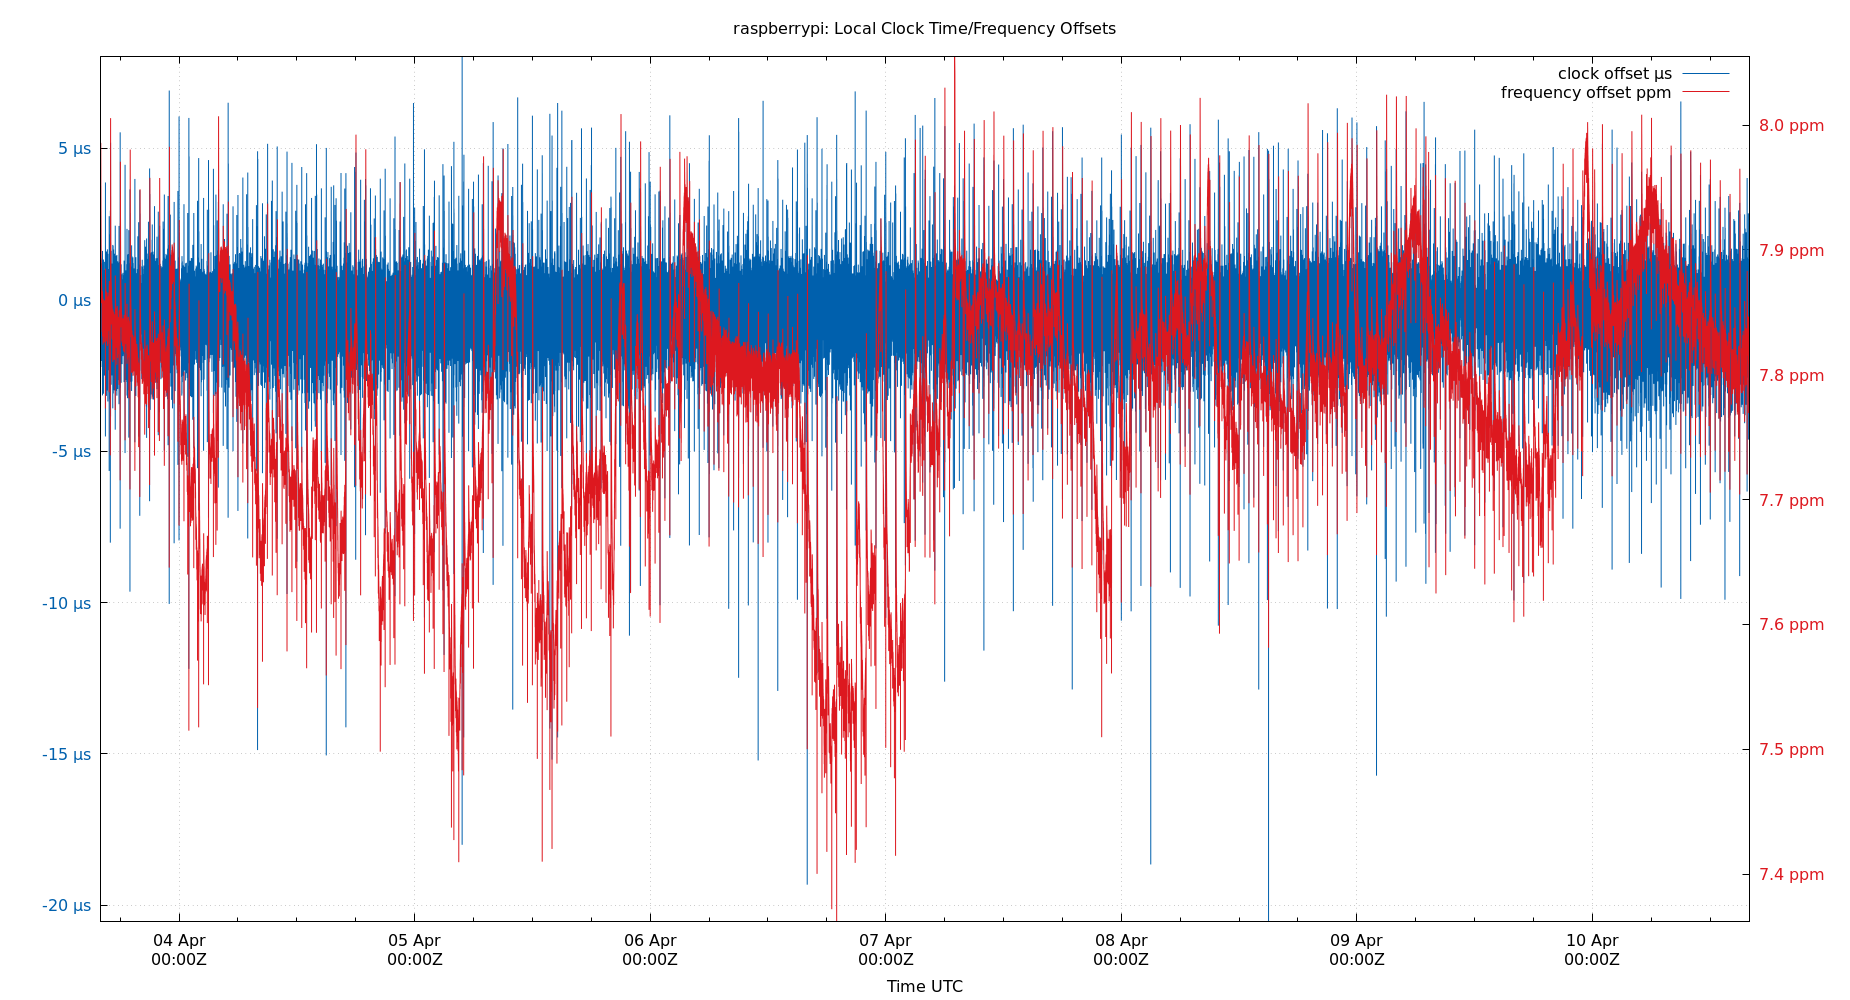 raspberrypi: Local Clock Time/Frequency Offsets
clock offset µs
frequency offset ppm
5 µs
0 µs
-5 µs
-10 µs
-15 µs
-20 µs
8.0 ppm
7.9 ppm
7.8 ppm
7.7 ppm
7.6 ppm
7.5 ppm
7.4 ppm
04 Apr
00:00Z
05 Apr
00:00Z
06 Apr
00:00Z
07 Apr
00:00Z
08 Apr
00:00Z
09 Apr
00:00Z
10 Apr
00:00Z
Time UTC